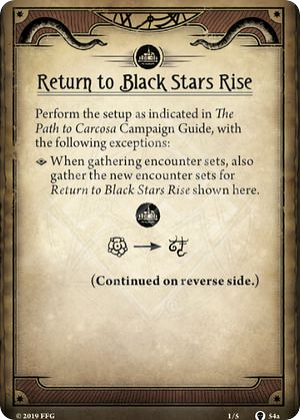 Return to Black Stars Rise
Perform the setup as indicated in The
Path to Carcosa Campaign Guide, with
the following exceptions:
When gathering encounter sets, also
gather the new encounter sets for
Return to Black Stars Rise shown here.
(Continued on reverse side.)
© 2019 FFG
1/5
54a